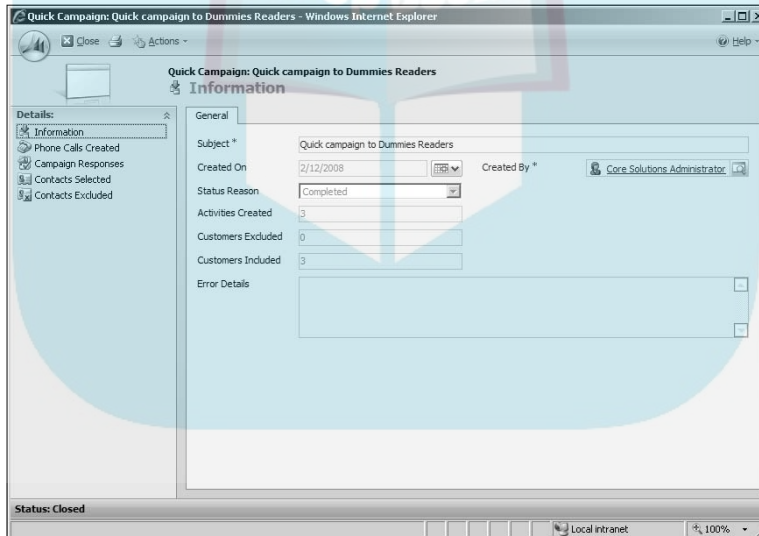 Quick Campaign: Quick campaign to Dummies Readers - Windows Internet Explorer
Close Actions Help
Quick Campaign: Quick campaign to Dummies Readers
Information
Details:
Information
Phone Calls Created
Campaign Responses
Contacts Selected
Contacts Excluded
General
Subject * Quick campaign to Dummies Readers
Created On 2/12/2008 Created By * Core Solutions Administrator
Status Reason Completed
Activities Created 3
Customers Excluded 0
Customers Included 3
Error Details
Status: Closed
Local intranet 100%